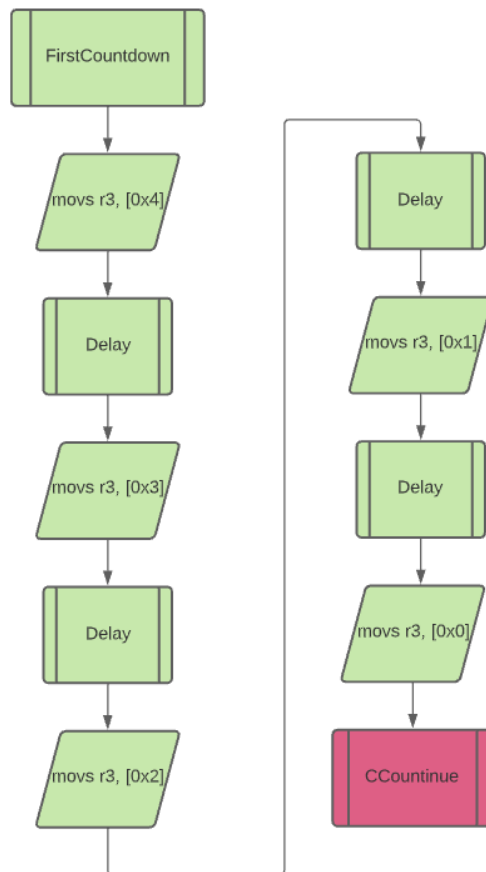 FirstCountdown
movs r3, [0x4]
Delay
movs r3, [0x3]
Delay
movs r3, [0x2]
Delay
movs r3, [0x1]
Delay
movs r3, [0x0]
CCountinue